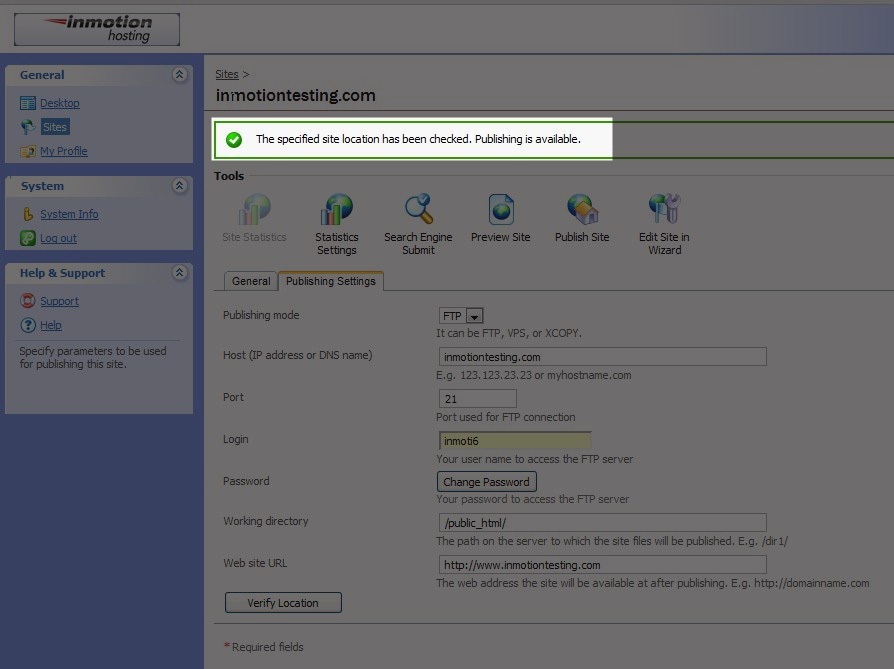 inmotion
hosting
General
Desktop
Sites
My Profile
System
System Info
Log out
Help & Support
Support
Help
Specify parameters to be used
for publishing this site.
Sites >
inmotiontesting.com
The specified site location has been checked. Publishing is available.
Tools
Site Statistics
Statistics
Settings
Search Engine
Submit
Preview Site
Publish Site
Edit Site in
Wizard
General
Publishing Settings
Publishing mode
FTP
It can be FTP, VPS, or XCOPY.
Host (IP address or DNS name)
inmotiontesting.com
E.g. 123.123.23.23 or myhostname.com
Port
21
Port used for FTP connection
Login
inmoti6
Your user name to access the FTP server
Password
Change Password
Your password to access the FTP server
Working directory
/public_html/
The path on the server to which the site files will be published. E.g. /dir1/
Web site URL
http://www.inmotiontesting.com
The web address the site will be available at after publishing. E.g. http://domainname.com
Verify Location
* Required fields